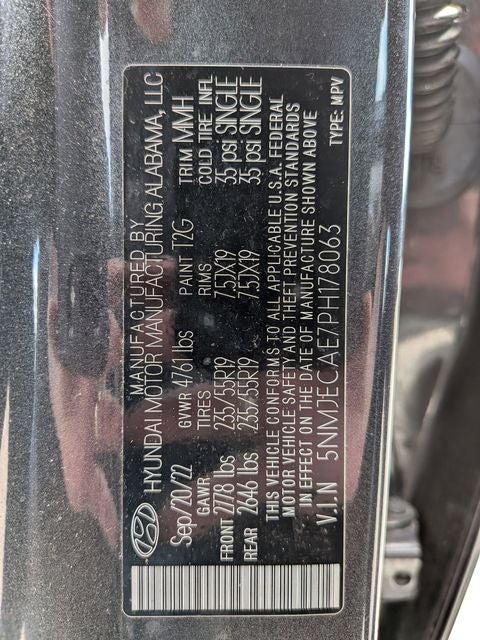 MANUFACTURED BY
HYUNDAI MOTOR MANUFACTURING ALABAMA, LLC
Sep/20/22 GVWR 4761 lbs PAINT T2G TRIM MMH
GAWR TIRES RIMS COLD TIRE INFL
FRONT 2778 lbs 235/55R19 7.5JX19 35 psi SINGLE
REAR 2646 lbs 235/55R19 7.5JX19 35 psi SINGLE
THIS VEHICLE CONFORMS TO ALL APPLICABLE U.S.A. FEDERAL
MOTOR VEHICLE SAFETY AND THEFT PREVENTION STANDARDS
IN EFFECT ON THE DATE OF MANUFACTURE SHOWN ABOVE
V.I.N 5NMJECAE7PH178063 TYPE: MPV